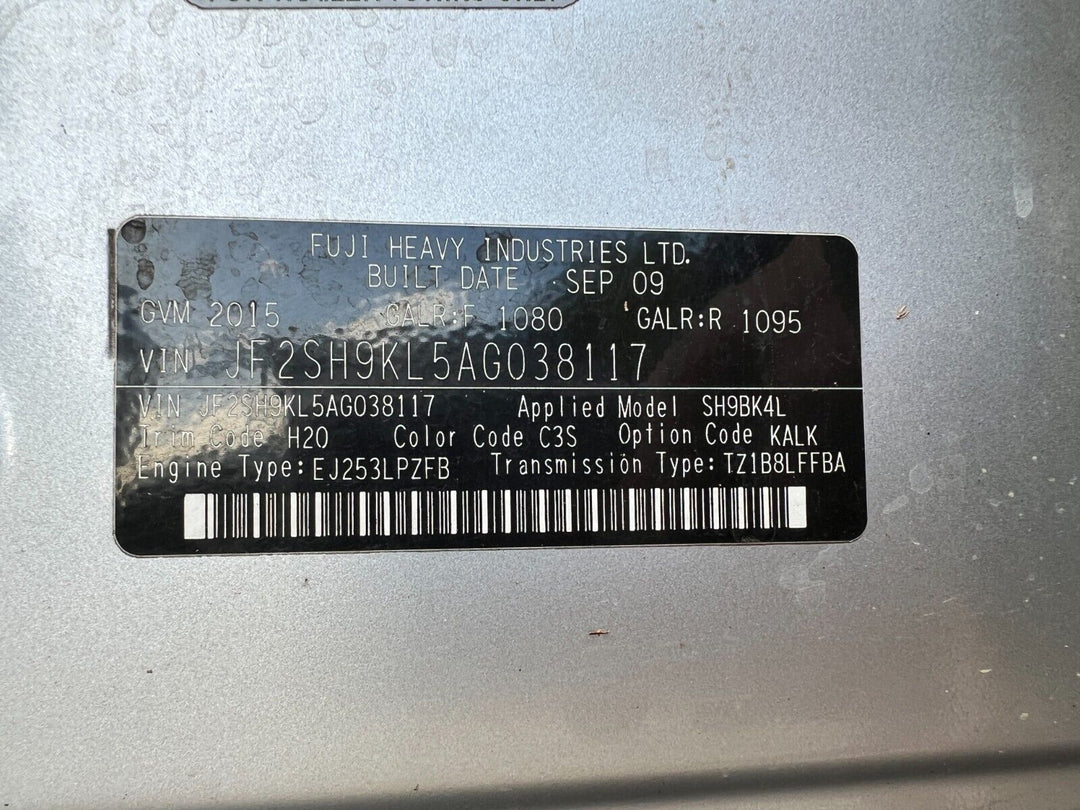 FUJI HEAVY INDUSTRIES LTD.
BUILT DATE SEP 09
GVM 2015 GALR:F 1080 GALR:R 1095
VIN JF2SH9KL5AG038117
VIN JF2SH9KL5AG038117 Applied Model SH9BK4L
Trim Code H20 Color Code C3S Option Code KALK
Engine Type:EJ253LPZFB Transmission Type:TZ1B8LFFBA